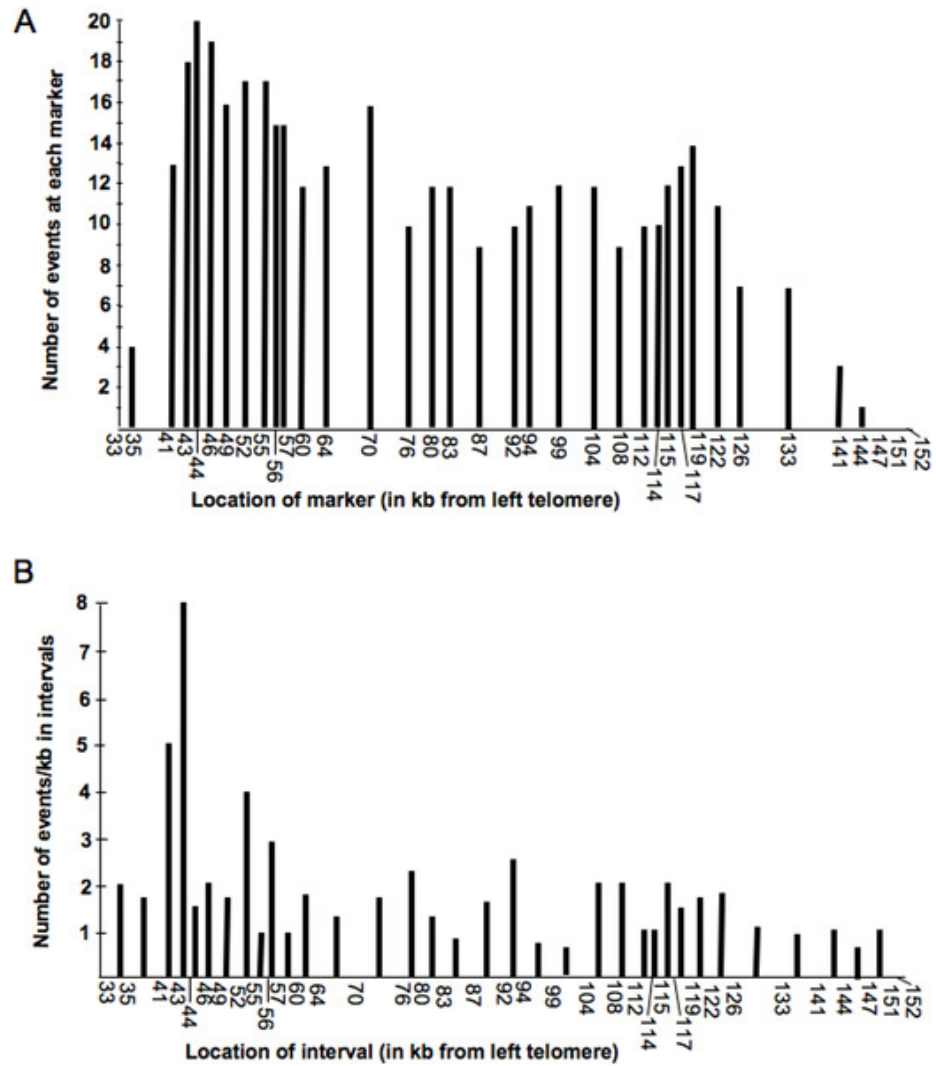 A
Number of events at each marker
20
18
16
14
12
10
8
6
4
2
33 35 41 43 44 46 49 52 55 56 57 60 64 70 76 80 83 87 92 94 99 104 108 112 114 115 117 119 122 126 133 141 144 147 151 152
Location of marker (in kb from left telomere)
B
Number of events/kb in intervals
8
7
6
5
4
3
2
1
33 35 41 43 44 46 49 52 55 56 57 60 64 70 76 80 83 87 92 94 99 104 108 112 114 115 117 119 122 126 133 141 144 147 151 152
Location of interval (in kb from left telomere)